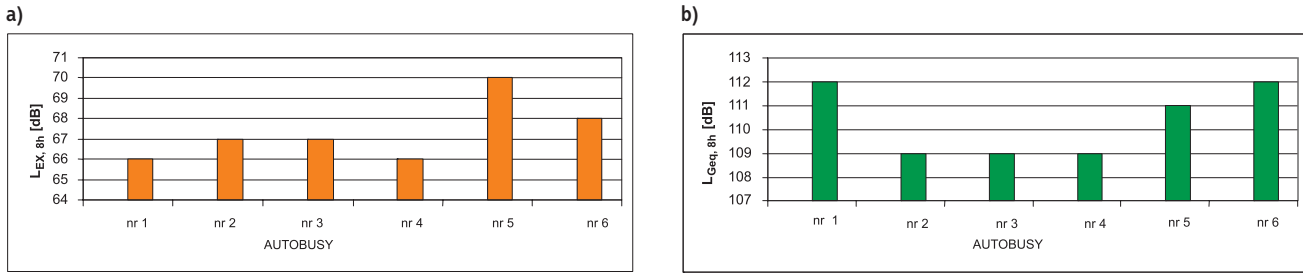 a)
71
70
69
68
67
66
65
64
L_EX, 8h [dB]
nr 1 nr 2 nr 3 nr 4 nr 5 nr 6
AUTOBUSY
b)
113
112
111
110
109
108
107
L_Geq, 8h [dB]
nr 1 nr 2 nr 3 nr 4 nr 5 nr 6
AUTOBUSY